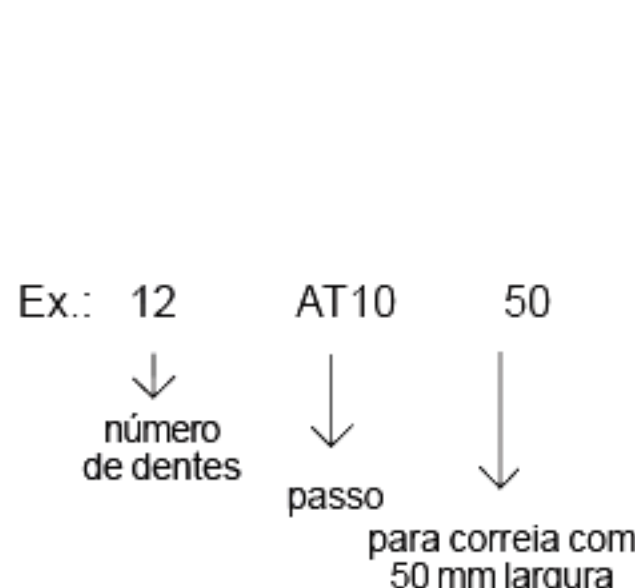 Ex.: 12 AT10 50
número
de dentes
passo
para correia com
50 mm largura